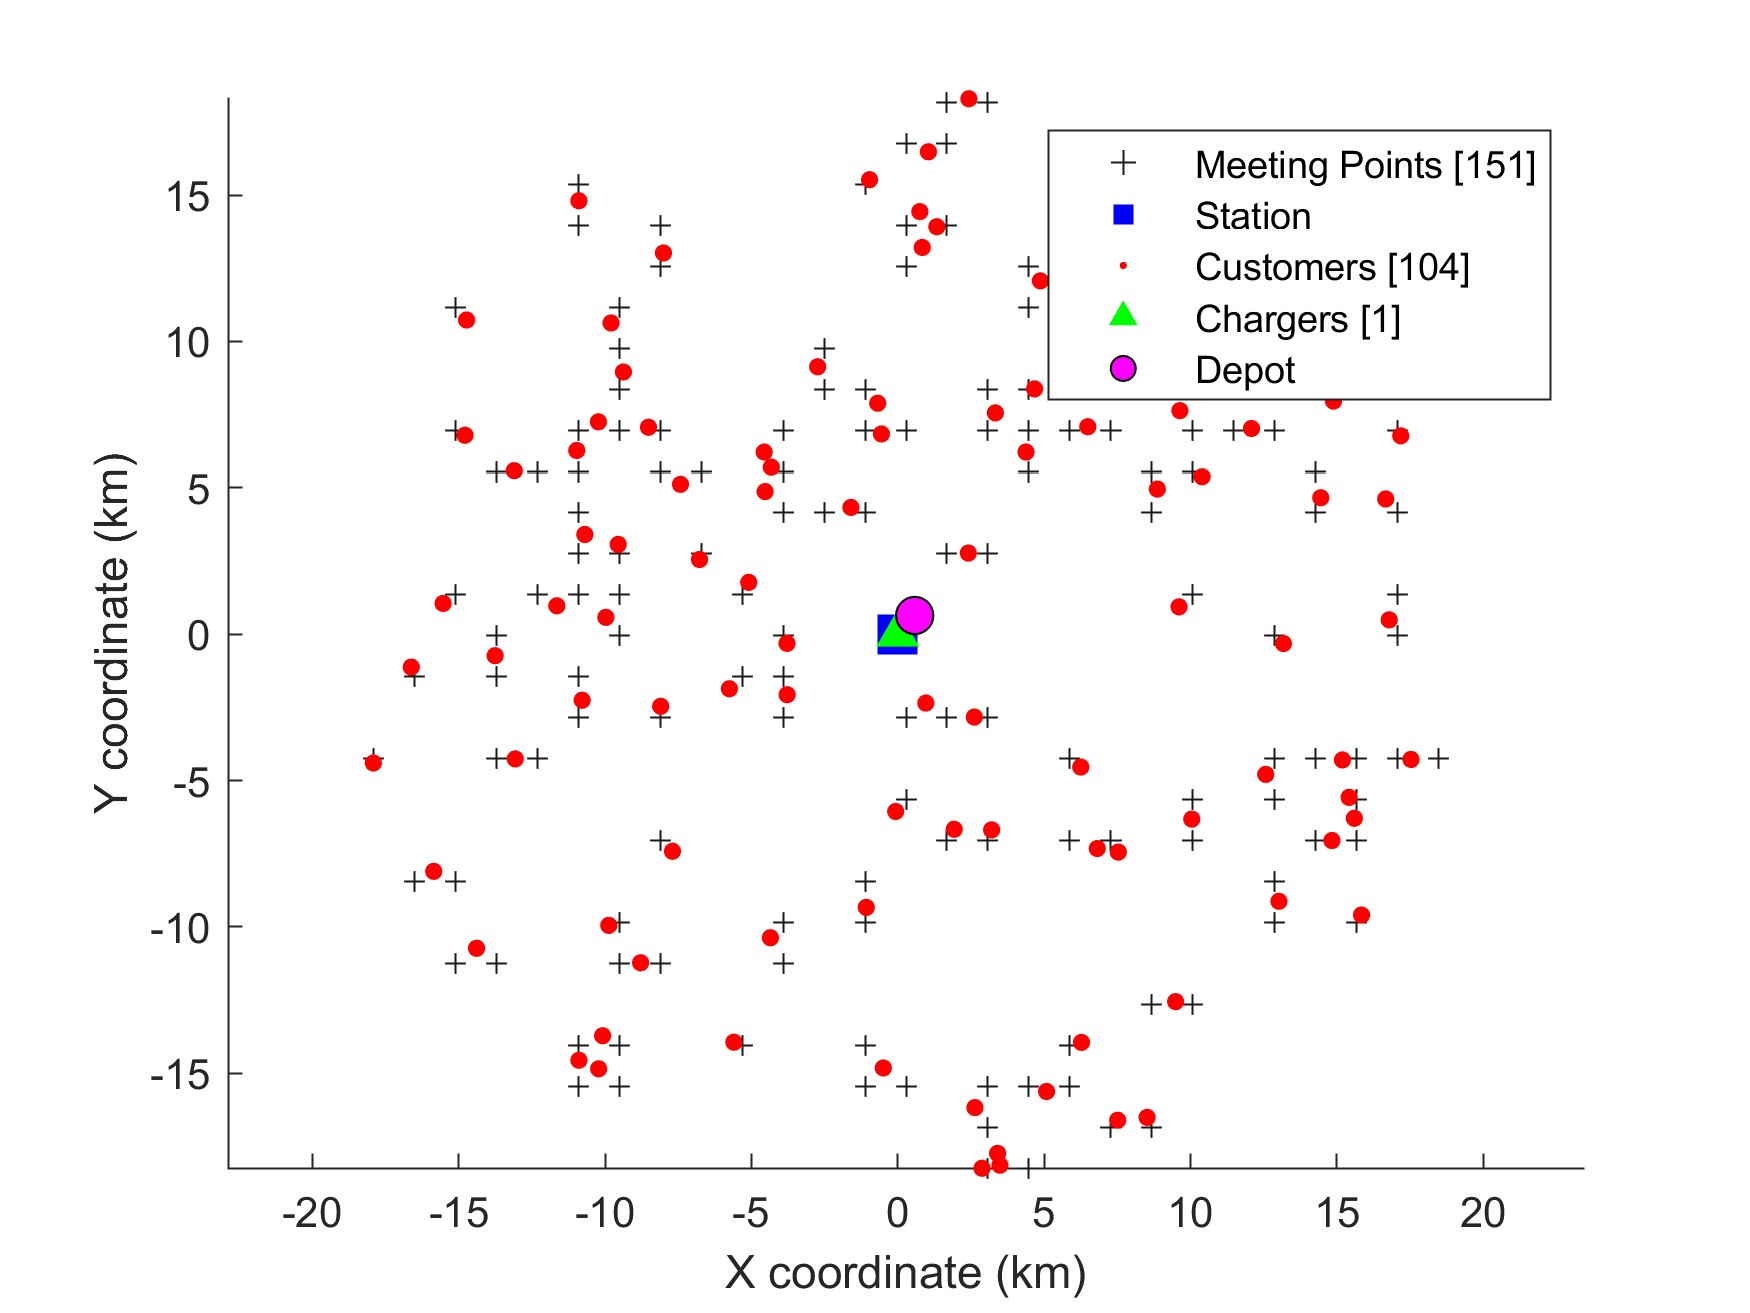 Meeting Points [151]
Station
Customers [104]
Chargers [1]
Depot
15
10
5
0
-5
-10
-15
Y coordinate (km)
-20 -15 -10 -5 0 5 10 15 20
X coordinate (km)